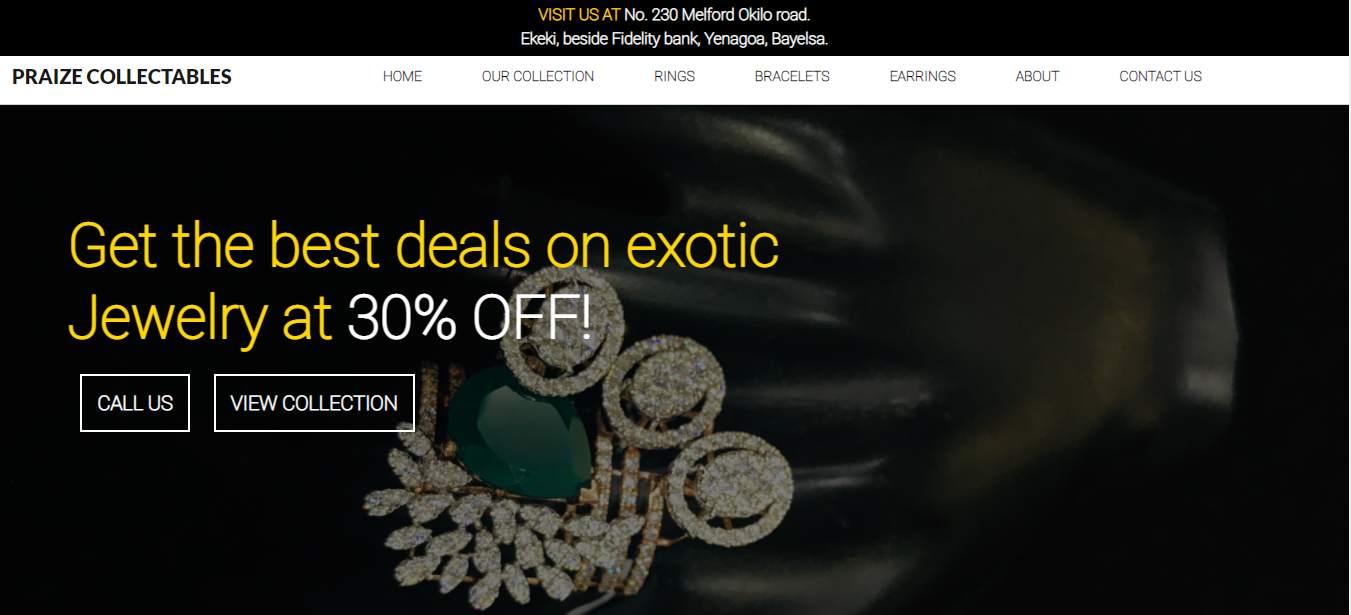 VISIT US AT No. 230 Melford Okilo road.
Ekeki, beside Fidelity bank, Yenagoa, Bayelsa.
PRAIZE COLLECTABLES HOME OUR COLLECTION RINGS BRACELETS EARRINGS ABOUT CONTACT US
Get the best deals on exotic
Jewelry at 30% OFF!
CALL US VIEW COLLECTION